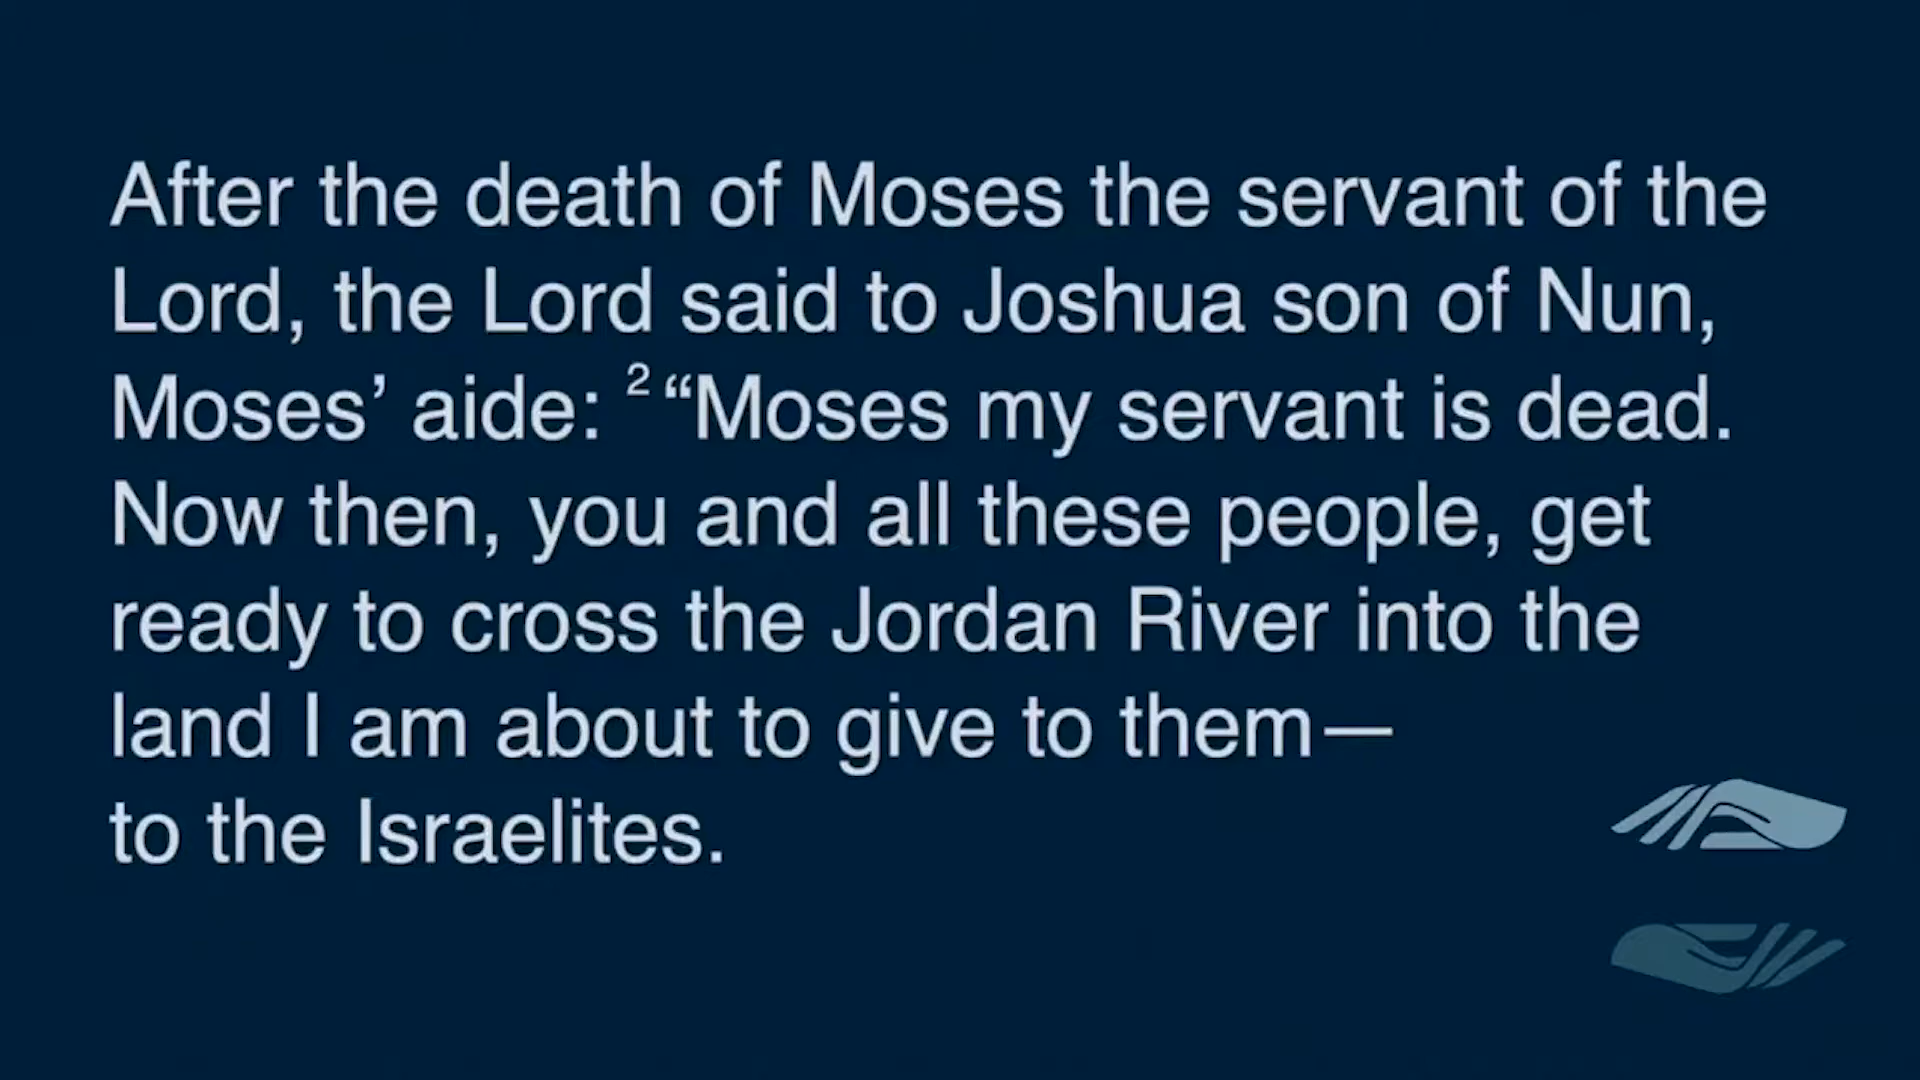 After the death of Moses the servant of the
Lord, the Lord said to Joshua son of Nun,
Moses’ aide: ² “Moses my servant is dead.
Now then, you and all these people, get
ready to cross the Jordan River into the
land I am about to give to them—
to the Israelites.